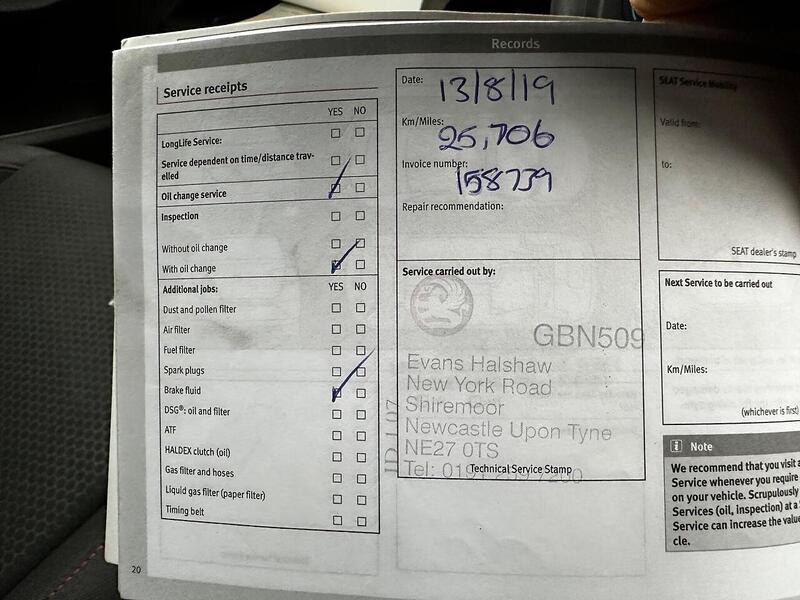 Records
Service receipts
YES NO
LongLife Service:
Service dependent on time/distance trav-
elled
Oil change service
Inspection
Without oil change
With oil change
Additional jobs: YES NO
Dust and pollen filter
Air filter
Fuel filter
Spark plugs
Brake fluid
DSG®: oil and filter
ATF
HALDEX clutch (oil)
Gas filter and hoses
Liquid gas filter (paper filter)
Timing belt
20
Date: 13/8/19
Km/Miles: 25,706
Invoice number: 158739
Repair recommendation:
Service carried out by:
GBN509
Evans Halshaw
New York Road
Shiremoor
Newcastle Upon Tyne
NE27 0TS
Tel:
Technical Service Stamp
SEAT Service Mobility
Valid from:
to:
SEAT dealer's stamp
Next Service to be carried out
Date:
Km/Miles:
(whichever is first)
i Note
We recommend that you visit a
Service whenever you require
on your vehicle. Scrupulously
Services (oil, inspection) at a
Service can increase the value
cle.